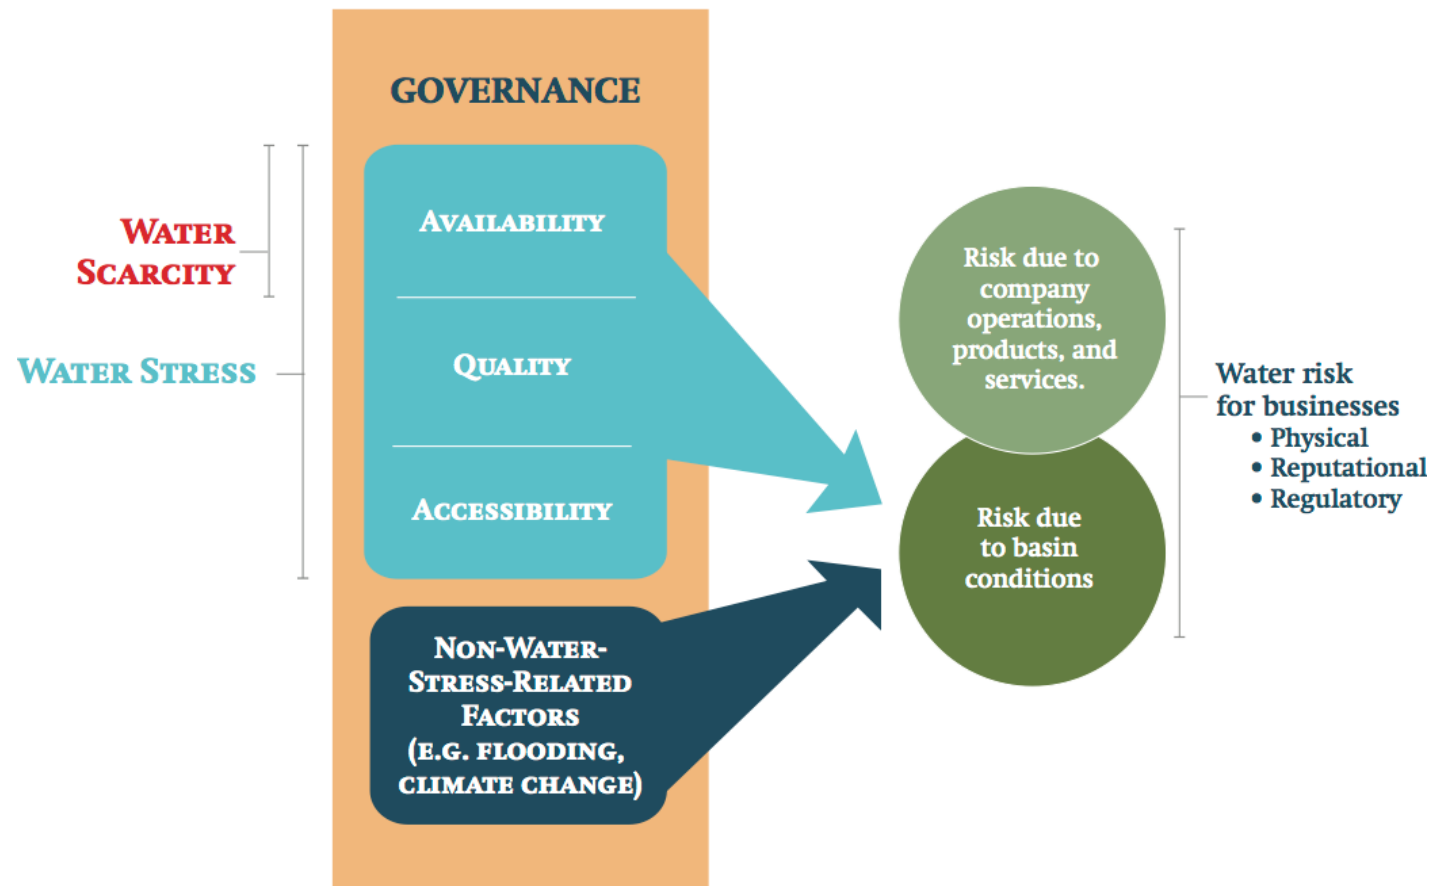 GOVERNANCE
WATER
SCARCITY
WATER STRESS
AVAILABILITY
QUALITY
ACCESSIBILITY
NON-WATER-
STRESS-RELATED
FACTORS
(E.G. FLOODING,
CLIMATE CHANGE)
Risk due to
company
operations,
products, and
services.
Risk due
to basin
conditions
Water risk
for businesses
• Physical
• Reputational
• Regulatory